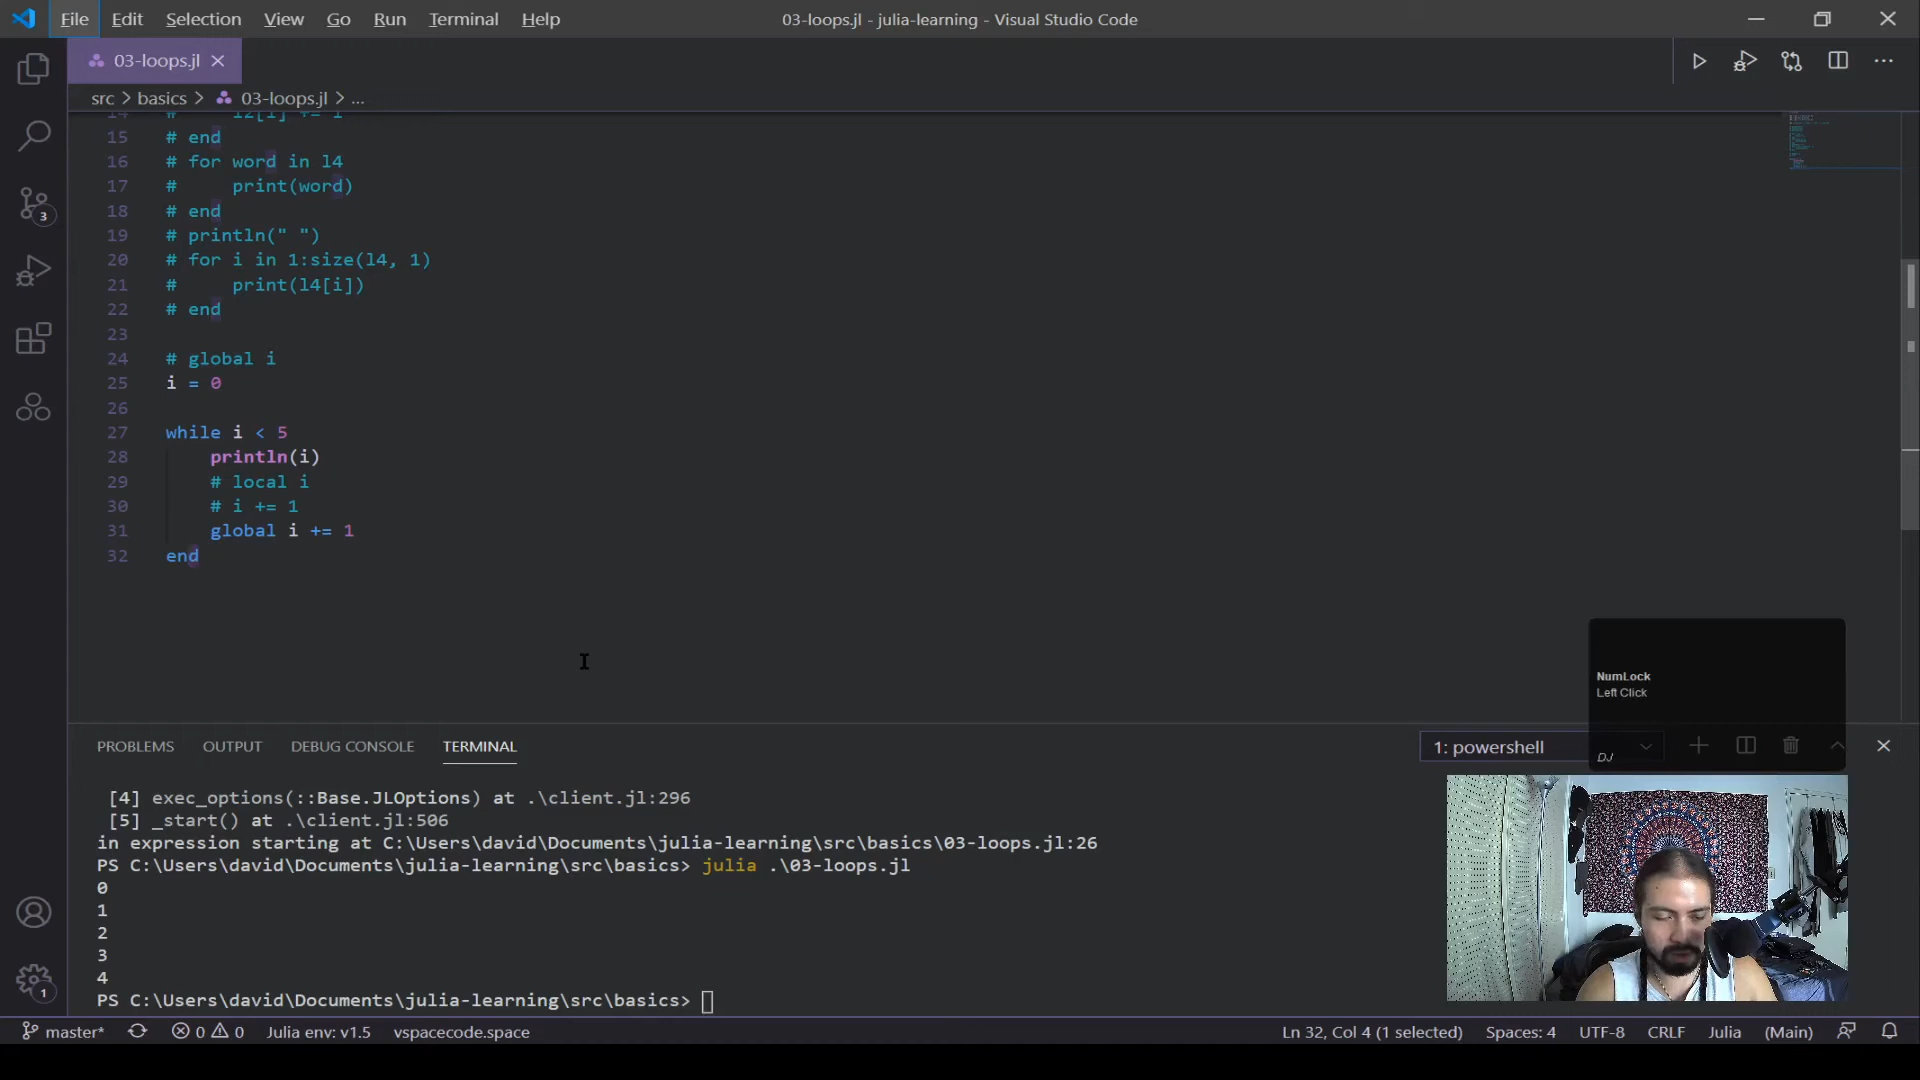 File Edit Selection View Go Run Terminal Help
03-loops.jl - julia-learning - Visual Studio Code
03-loops.jl
src > basics > 03-loops.jl > ...
14 # l2[i] += 1
15 # end
16 # for word in l4
17 #     print(word)
18 # end
19 # println(" ")
20 # for i in 1:size(l4, 1)
21 #     print(l4[i])
22 # end
23
24 # global i
25 i = 0
26
27 while i < 5
28     println(i)
29     # local i
30     # i += 1
31     global i += 1
32 end
3
1
NumLock
Left Click
DJ
PROBLEMS OUTPUT DEBUG CONSOLE TERMINAL
1: powershell
[4] exec_options(::Base.JLOptions) at .\client.jl:296
[5] _start() at .\client.jl:506
in expression starting at C:\Users\david\Documents\julia-learning\src\basics\03-loops.jl:26
PS C:\Users\david\Documents\julia-learning\src\basics> julia .\03-loops.jl
0
1
2
3
4
PS C:\Users\david\Documents\julia-learning\src\basics>
master* 0 0 Julia env: v1.5 vspacecode.space
Ln 32, Col 4 (1 selected) Spaces: 4 UTF-8 CRLF Julia (Main)